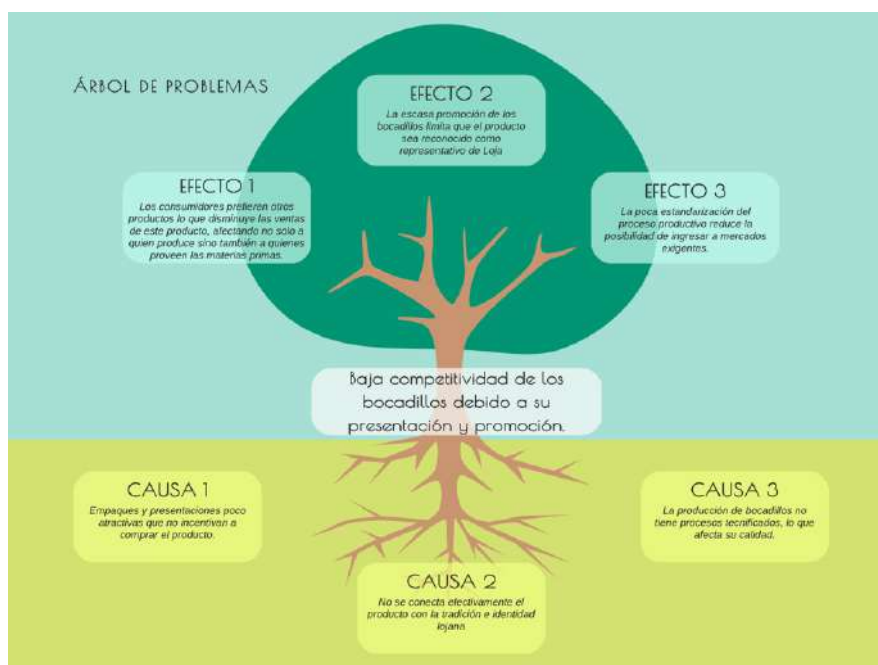 ÁRBOL DE PROBLEMAS
EFECTO 2
La escasa promoción de los
bocadillos limita que el producto
sea reconocido como
representativo de Loja
EFECTO 1
Los consumidores prefieren otros
productos lo que disminuye las ventas
de este producto, afectando no solo a
quien produce sino también a quienes
proveen las materias primas.
EFECTO 3
La poca estandarización del
proceso productivo reduce la
posibilidad de ingresar a mercados
exigentes.
Baja competitividad de los
bocadillos debido a su
presentación y promoción.
CAUSA 1
Empaques y presentaciones poco
atractivas que no incentivan a
comprar el producto.
CAUSA 3
La producción de bocadillos no
tiene procesos tecnificados, lo que
afecta su calidad.
CAUSA 2
No se conecta efectivamente el
producto con la tradición e identidad
lojana